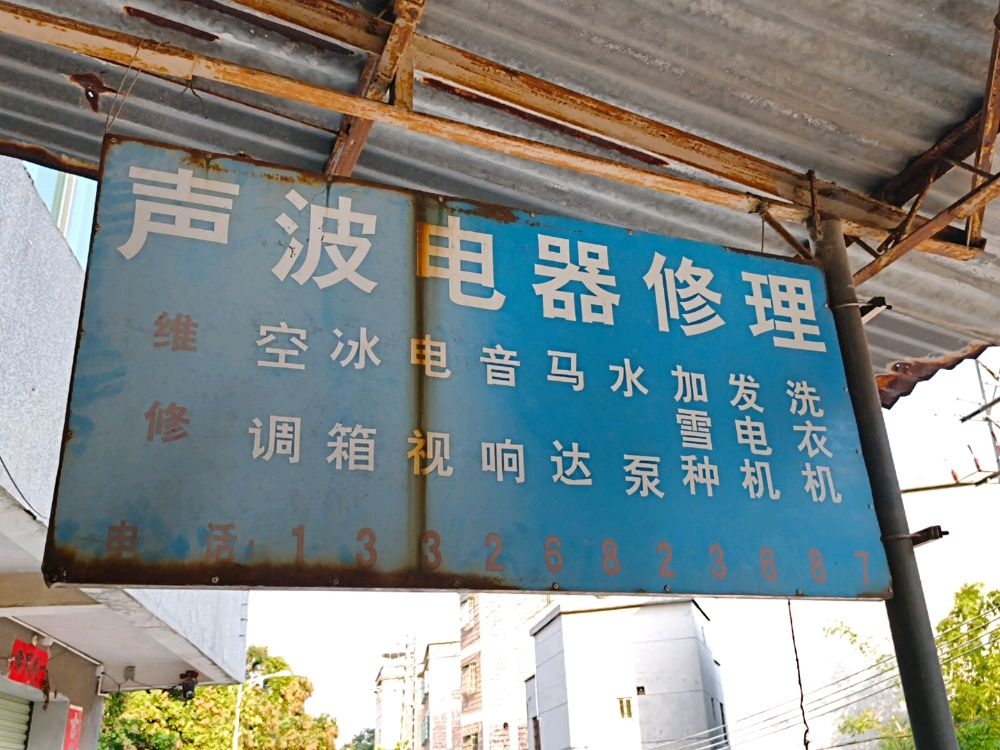 声波电器修理
维修 空调 冰箱 电视 音响 马达 水泵 加雪种 发电机 洗衣机
电话:13326823687